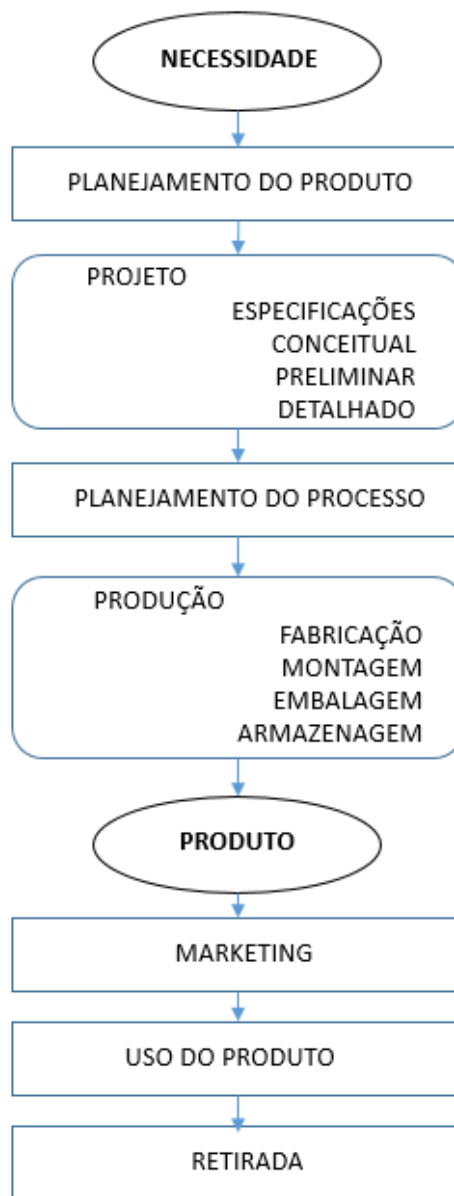 NECESSIDADE
PLANEJAMENTO DO PRODUTO
PROJETO
ESPECIFICAÇÕES
CONCEITUAL
PRELIMINAR
DETALHADO
PLANEJAMENTO DO PROCESSO
PRODUÇÃO
FABRICAÇÃO
MONTAGEM
EMBALAGEM
ARMAZENAGEM
PRODUTO
MARKETING
USO DO PRODUTO
RETIRADA